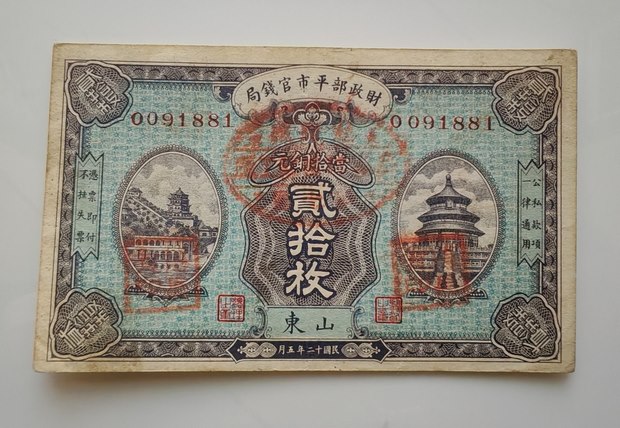 財政部平市官錢局
0091881
0091881
當拾銅元
貳拾枚
憑票即付
不挂失票
公私款項
一律通用
山東
民國十二年五月